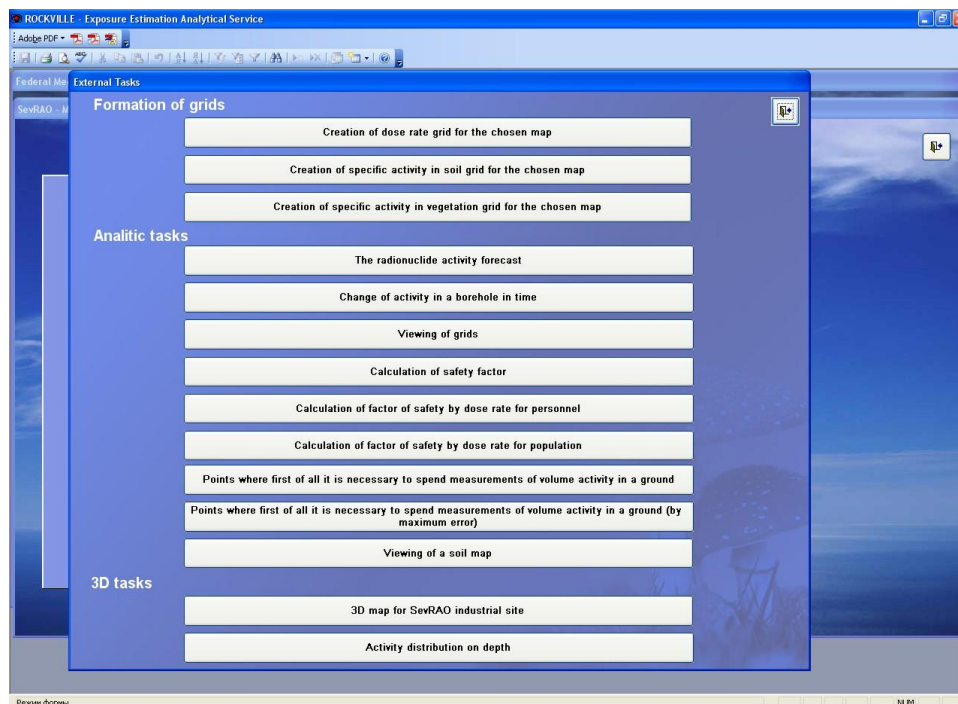 ROCKVILLE - Exposure Estimation Analytical Service
Adobe PDF
Federal Me
External Tasks
SevRAO - M
Formation of grids
Creation of dose rate grid for the chosen map
Creation of specific activity in soil grid for the chosen map
Creation of specific activity in vegetation grid for the chosen map
Analitic tasks
The radionuclide activity forecast
Change of activity in a borehole in time
Viewing of grids
Calculation of safety factor
Calculation of factor of safety by dose rate for personnel
Calculation of factor of safety by dose rate for population
Points where first of all it is necessary to spend measurements of volume activity in a ground
Points where first of all it is necessary to spend measurements of volume activity in a ground (by
maximum error)
Viewing of a soil map
3D tasks
3D map for SevRAO industrial site
Activity distribution on depth
Режим формы
NUM